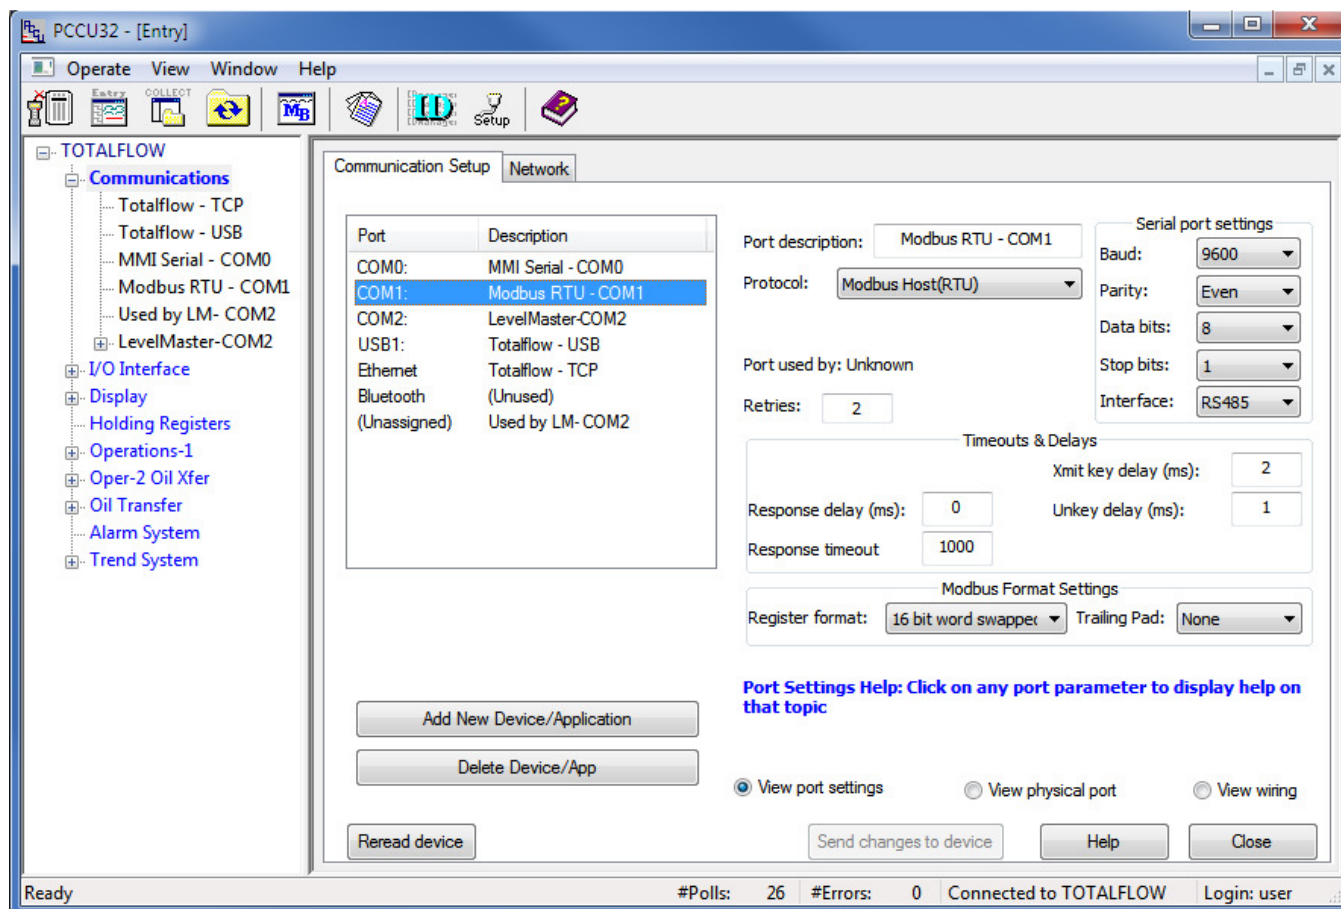 PCCU32 - [Entry]
Operate View Window Help
Entry COLLECT MB ID Setup
TOTALFLOW
Communications
Totalflow - TCP
Totalflow - USB
MMI Serial - COM0
Modbus RTU - COM1
Used by LM- COM2
LevelMaster-COM2
I/O Interface
Display
Holding Registers
Operations-1
Oper-2 Oil Xfer
Oil Transfer
Alarm System
Trend System
Communication Setup Network
Port Description
COM0: MMI Serial - COM0
COM1: Modbus RTU - COM1
COM2: LevelMaster-COM2
USB1: Totalflow - USB
Ethernet Totalflow - TCP
Bluetooth (Unused)
(Unassigned) Used by LM- COM2
Add New Device/Application
Delete Device/App
Reread device
Port description: Modbus RTU - COM1
Protocol: Modbus Host(RTU)
Port used by: Unknown
Retries: 2
Serial port settings
Baud: 9600
Parity: Even
Data bits: 8
Stop bits: 1
Interface: RS485
Timeouts & Delays
Xmit key delay (ms): 2
Response delay (ms): 0 Unkey delay (ms): 1
Response timeout 1000
Modbus Format Settings
Register format: 16 bit word swapped Trailing Pad: None
Port Settings Help: Click on any port parameter to display help on
that topic
View port settings View physical port View wiring
Send changes to device Help Close
Ready #Polls: 26 #Errors: 0 Connected to TOTALFLOW Login: user